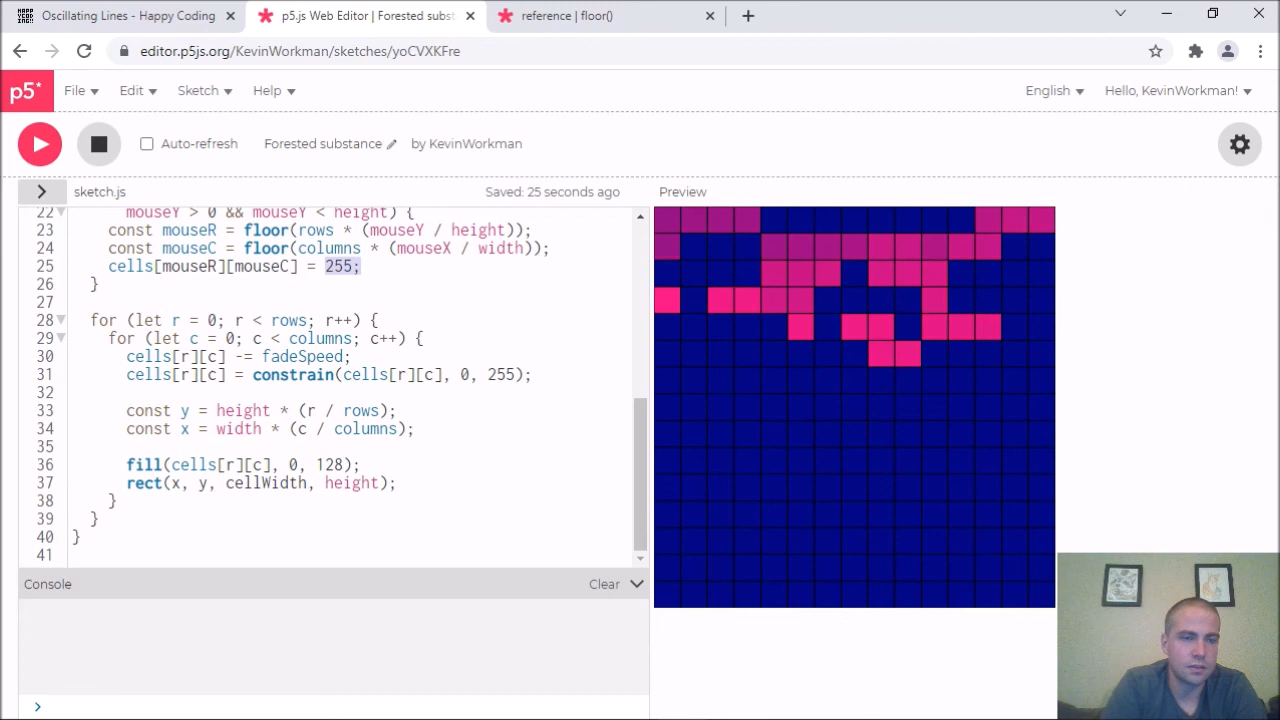 Oscillating Lines - Happy Coding
p5.js Web Editor | Forested subst
reference | floor()
editor.p5js.org/KevinWorkman/sketches/yoCVXKFre
p5* File Edit Sketch Help English Hello, KevinWorkman!
Auto-refresh Forested substance by KevinWorkman
sketch.js Saved: 25 seconds ago Preview
22 mouseY > 0 && mouseY < height) {
23 const mouseR = floor(rows * (mouseY / height));
24 const mouseC = floor(columns * (mouseX / width));
25 cells[mouseR][mouseC] = 255;
26 }
27
28 for (let r = 0; r < rows; r++) {
29 for (let c = 0; c < columns; c++) {
30 cells[r][c] -= fadeSpeed;
31 cells[r][c] = constrain(cells[r][c], 0, 255);
32
33 const y = height * (r / rows);
34 const x = width * (c / columns);
35
36 fill(cells[r][c], 0, 128);
37 rect(x, y, cellWidth, height);
38 }
39 }
40 }
41
Console Clear
>